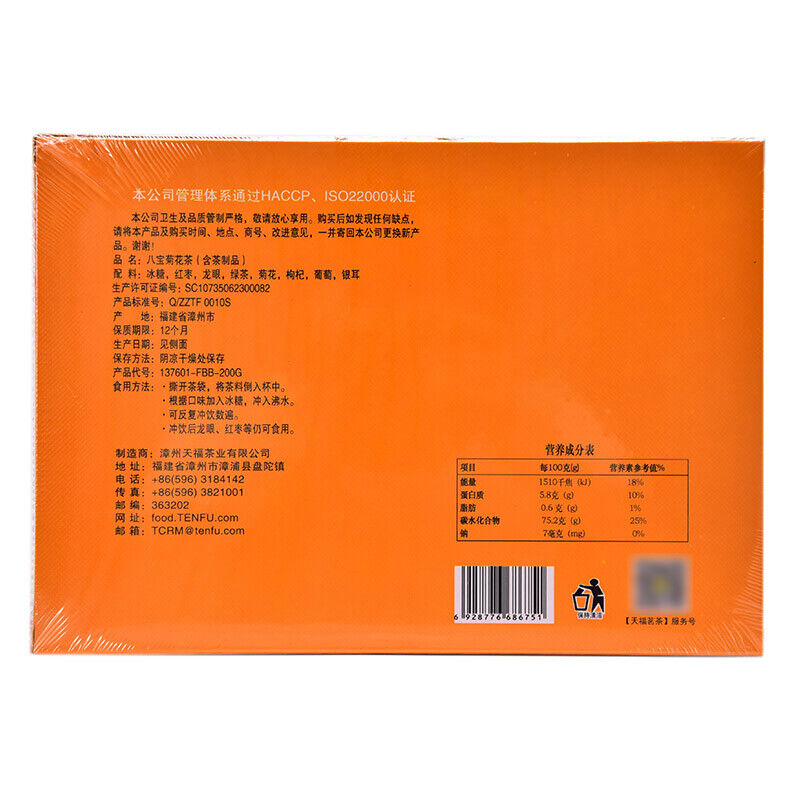 本公司管理体系通过HACCP、ISO22000认证
本公司卫生及品质管制严格，敬请放心享用。购买后如发现任何缺点，
请将本产品及购买时间、地点、商号、改进意见，一并寄回本公司更换新产
品。谢谢！
品 名：八宝菊花茶（含茶制品）
配 料：冰糖，红枣，龙眼，绿茶，菊花，枸杞，葡萄，银耳
生产许可证编号：SC10735062300082
产品标准号：Q/ZZTF 0010S
产 地：福建省漳州市
保质期限：12个月
生产日期：见侧面
保存方法：阴凉干燥处保存
产品代号：137601-FBB-200G
食用方法：·撕开茶袋，将茶料倒入杯中。
·根据口味加入冰糖，冲入沸水。
·可反复冲饮数遍。
·冲饮后龙眼、红枣等仍可食用。
制造商：漳州天福茶业有限公司
地 址：福建省漳州市漳浦县盘陀镇
电 话：+86(596) 3184142
传 真：+86(596) 3821001
邮 编：363202
网 址：food.TENFU.com
邮 箱：TCRM@tenfu.com
营养成分表
项目 每100克(g) 营养素参考值%
能量 1510千焦 (kJ) 18%
蛋白质 5.8克 (g) 10%
脂肪 0.6克 (g) 1%
碳水化合物 75.2克 (g) 25%
钠 7毫克 (mg) 0%
6 928776 686751
保持清洁
【天福茗茶】服务号